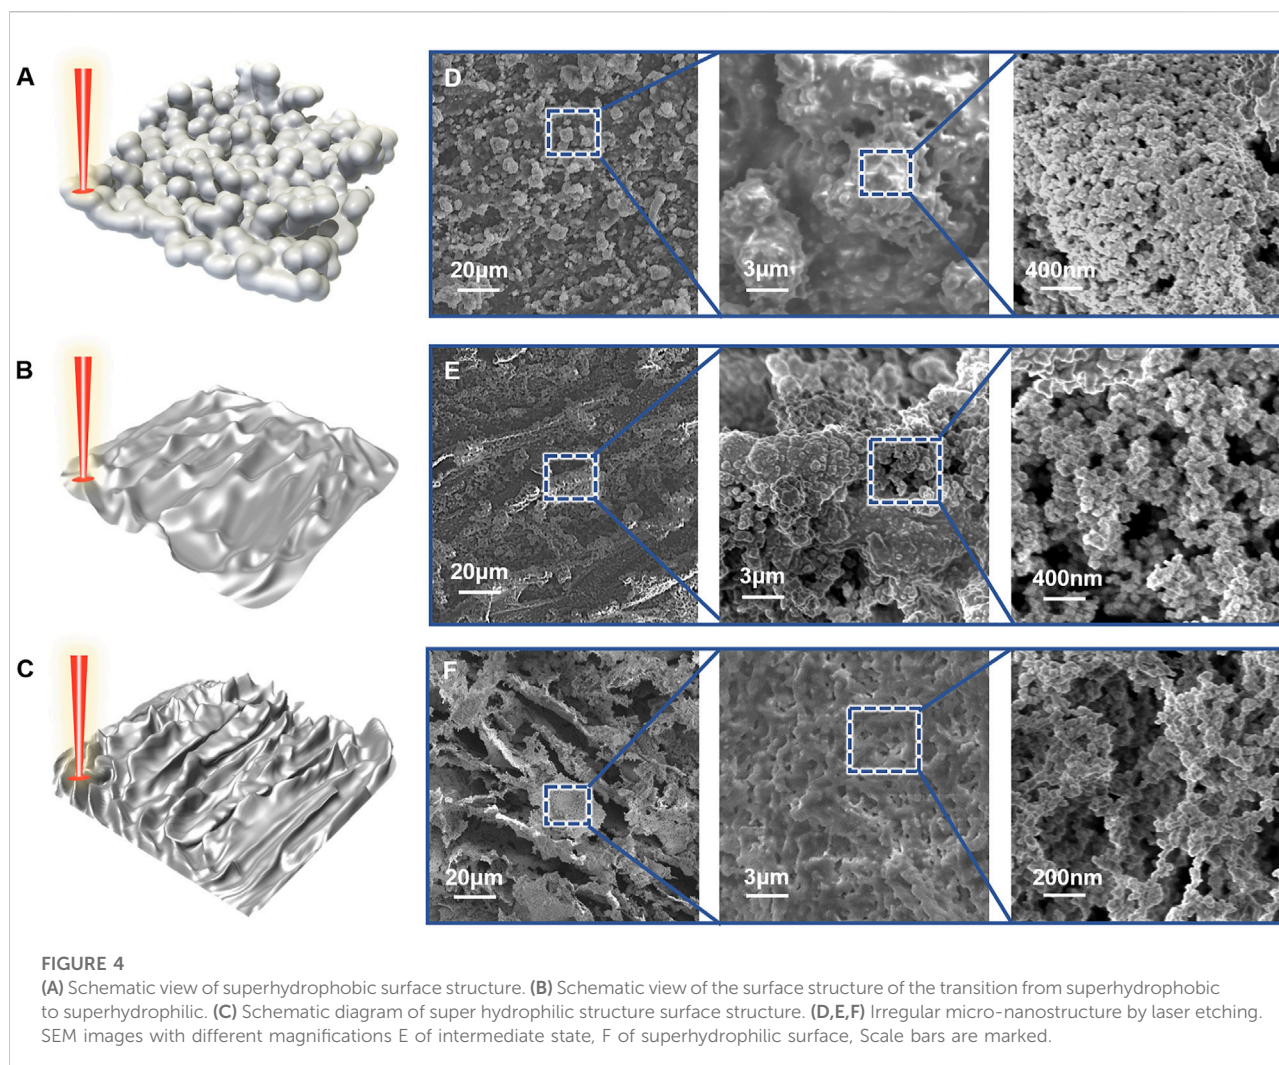 A
D
20μm
3μm
400nm
B
E
20μm
3μm
400nm
C
F
20μm
3μm
200nm
FIGURE 4
(A) Schematic view of superhydrophobic surface structure. (B) Schematic view of the surface structure of the transition from superhydrophobic
to superhydrophilic. (C) Schematic diagram of super hydrophilic structure surface structure. (D,E,F) Irregular micro-nanostructure by laser etching.
SEM images with different magnifications E of intermediate state, F of superhydrophilic surface, Scale bars are marked.